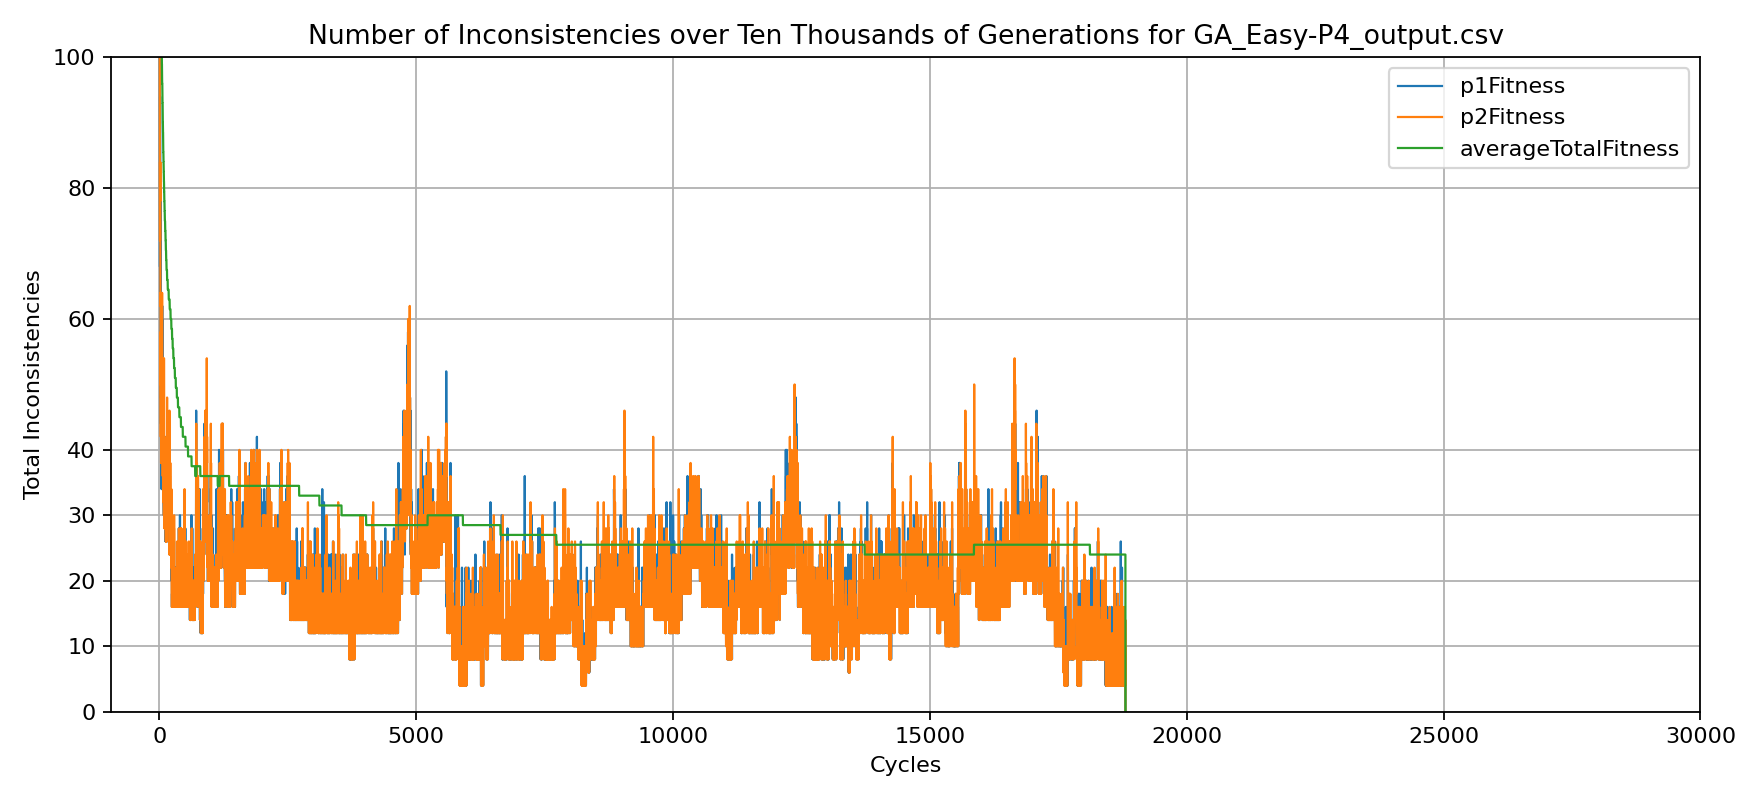 Number of Inconsistencies over Ten Thousands of Generations for GA_Easy-P4_output.csv
100
80
60
40
30
20
10
0
Total Inconsistencies
p1Fitness
p2Fitness
averageTotalFitness
0 5000 10000 15000 20000 25000 30000
Cycles